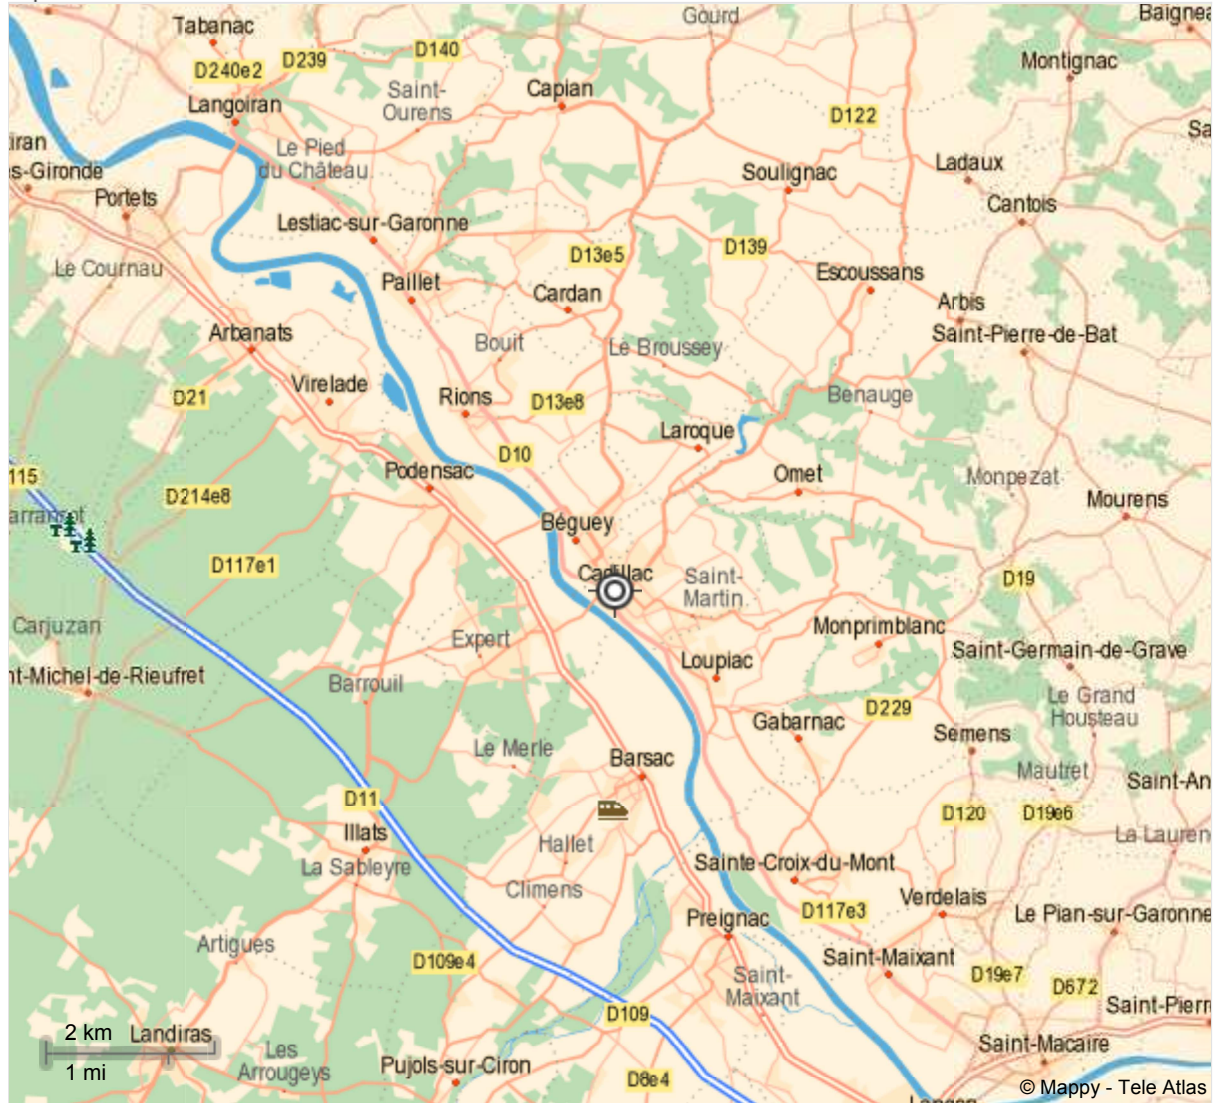 Tabanac
Gourd
Baignea
D140
D239
D240e2
Montignac
Langoiran
Saint-
Ourens
Capian
D122
Le Pied
du Château
Soulignac
Ladaux
s-Gironde
Portets
Cantois
Lestiac-sur-Garonne
D139
D13e5
Le Cournau
Paillet
Cardan
Escoussans
Arbis
Arbanats
Bouit
Le Broussey
Saint-Pierre-de-Bat
Virelade
D21
Rions
D13e8
Benauge
Laroque
D10
Podensac
Omet
Monpezat
115
D214e8
Mourens
Béguey
D117e1
Cadillac
Saint-
Martin
D19
Carjuzan
Expert
Monprimblanc
Saint-Germain-de-Grave
Loupiac
nt-Michel-de-Rieufret
Barrouil
Le Grand
Housteau
D229
Gabarnac
Semens
Le Merle
Barsac
Mautret
Saint-An
D11
D120
D19e6
Illats
Hallet
La Lauren
La Sableyre
Sainte-Croix-du-Mont
Climens
Verdelais
D117e3
Le Pian-sur-Garonne
Preignac
Artigues
D109e4
Saint-Maixant
D19e7
Saint-
Maixant
D672
D109
Saint-Pierr
2 km
Landiras
Saint-Macaire
1 mi
Les
Arrougeys
Pujols-sur-Ciron
D8e4
© Mappy - Tele Atlas